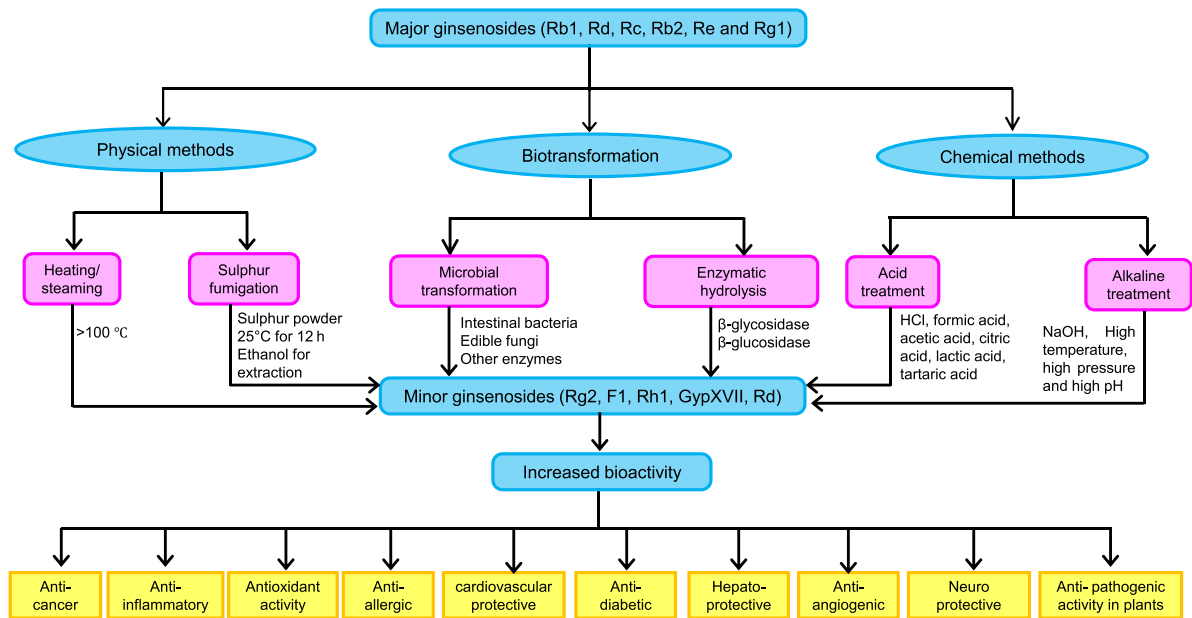 Major ginsenosides (Rb1, Rd, Rc, Rb2, Re and Rg1)
Physical methods
Biotransformation
Chemical methods
Heating/
steaming
Sulphur
fumigation
Microbial
transformation
Enzymatic
hydrolysis
Acid
treatment
Alkaline
treatment
>100 °C
Sulphur powder
25°C for 12 h
Ethanol for
extraction
Intestinal bacteria
Edible fungi
Other enzymes
β-glycosidase
β-glucosidase
HCl, formic acid,
acetic acid, citric
acid, lactic acid,
tartaric acid
NaOH, High
temperature,
high pressure
and high pH
Minor ginsenosides (Rg2, F1, Rh1, GypXVII, Rd)
Increased bioactivity
Anti-
cancer
Anti-
inflammatory
Antioxidant
activity
Anti-
allergic
cardiovascular
protective
Anti-
diabetic
Hepato-
protective
Anti-
angiogenic
Neuro
protective
Anti-pathogenic
activity in plants